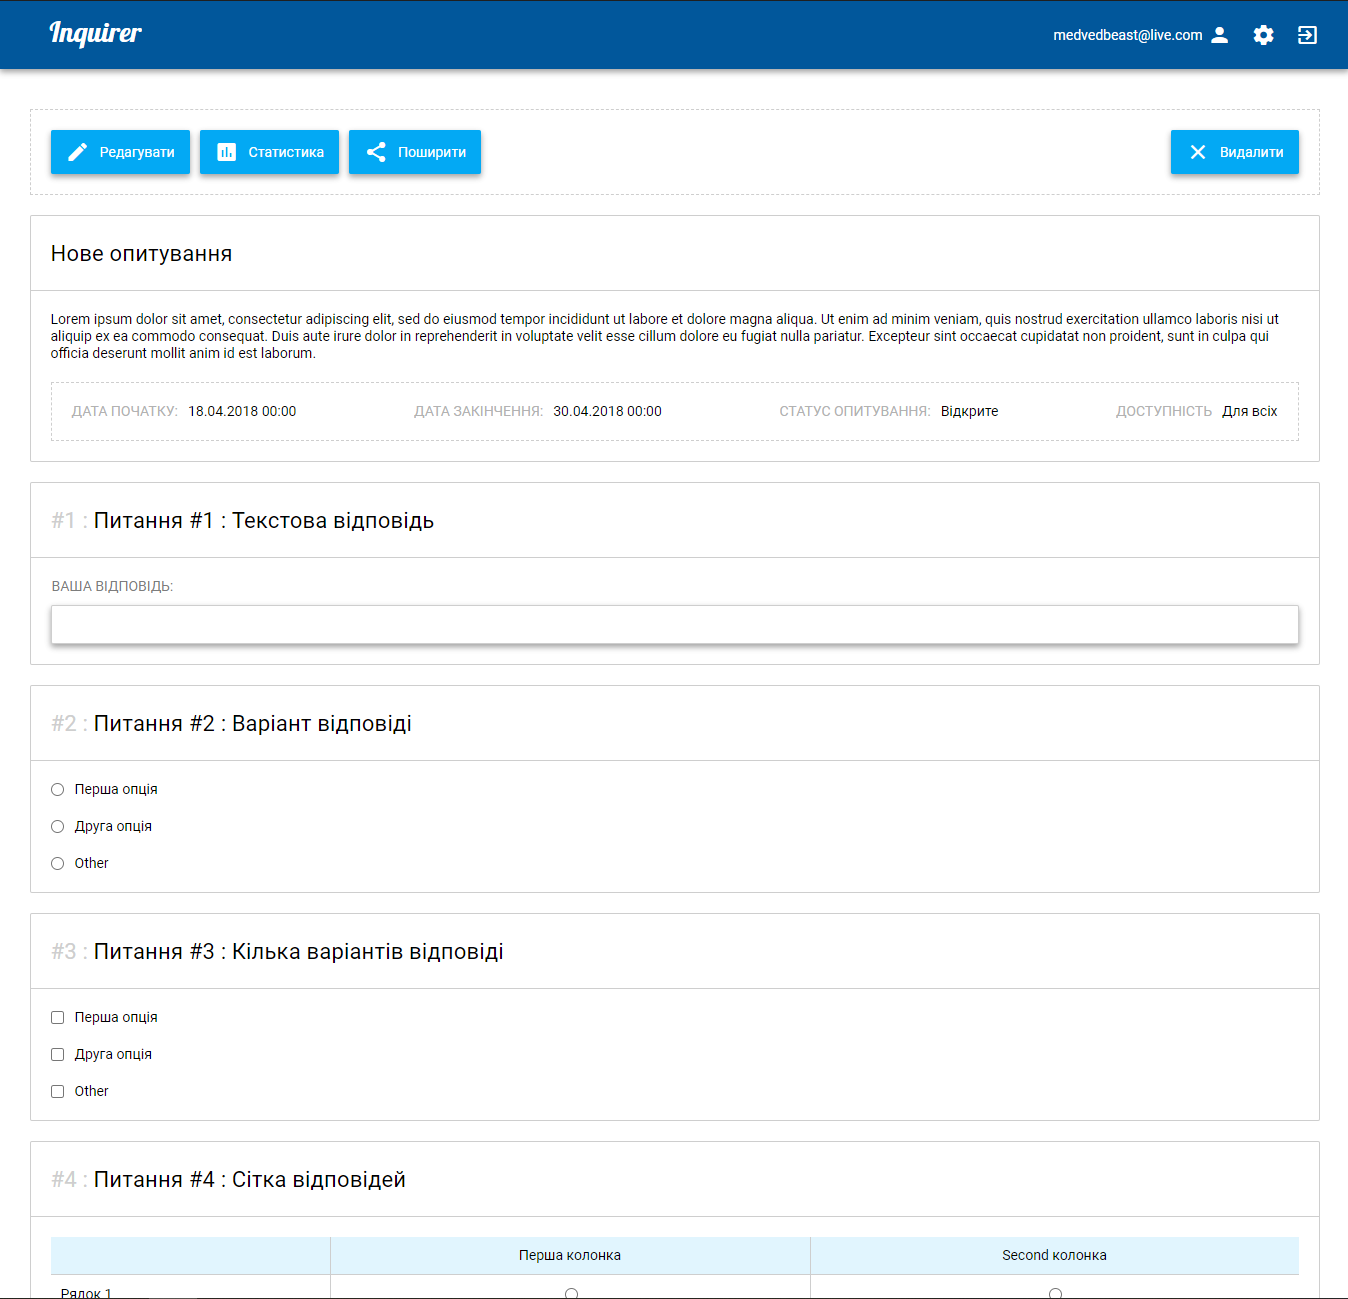 Inquirer
medvedbeast@live.com
Редагувати Статистика Поширити Видалити
Нове опитування
Lorem ipsum dolor sit amet, consectetur adipiscing elit, sed do eiusmod tempor incididunt ut labore et dolore magna aliqua. Ut enim ad minim veniam, quis nostrud exercitation ullamco laboris nisi ut
aliquip ex ea commodo consequat. Duis aute irure dolor in reprehenderit in voluptate velit esse cillum dolore eu fugiat nulla pariatur. Excepteur sint occaecat cupidatat non proident, sunt in culpa qui
officia deserunt mollit anim id est laborum.
ДАТА ПОЧАТКУ: 18.04.2018 00:00 ДАТА ЗАКІНЧЕННЯ: 30.04.2018 00:00 СТАТУС ОПИТУВАННЯ: Відкрите ДОСТУПНІСТЬ Для всіх
#1 : Питання #1 : Текстова відповідь
ВАША ВІДПОВІДЬ:
#2 : Питання #2 : Варіант відповіді
Перша опція
Друга опція
Other
#3 : Питання #3 : Кілька варіантів відповіді
Перша опція
Друга опція
Other
#4 : Питання #4 : Сітка відповідей
Перша колонка Second колонка
Рядок 1